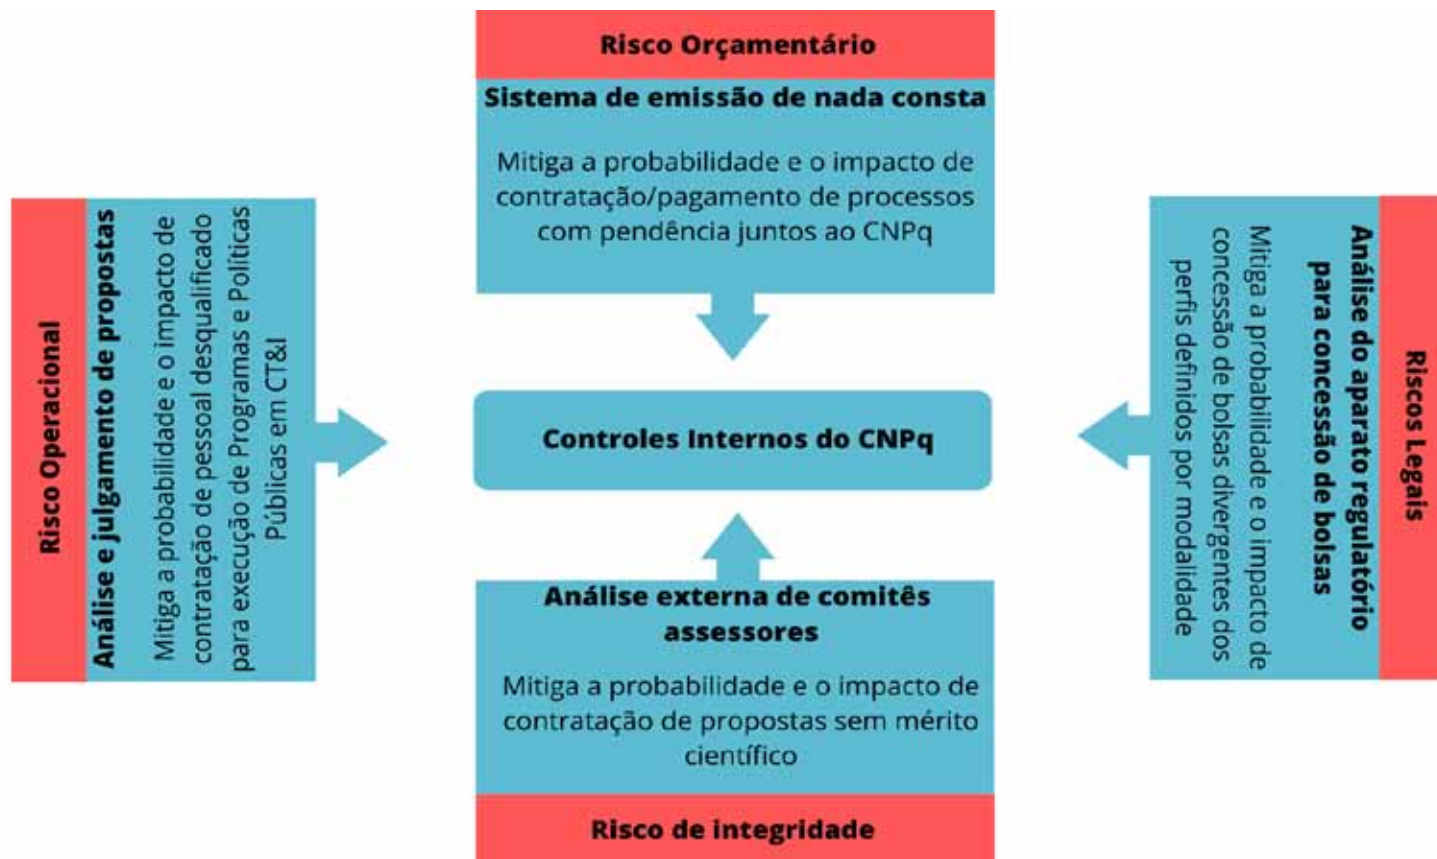 Risco Orçamentário
Sistema de emissão de nada consta
Mitiga a probabilidade e o impacto de
contratação/pagamento de processos
com pendência juntos ao CNPq
Risco Operacional
Análise e julgamento de propostas
Mitiga a probabilidade e o impacto de
contratação de pessoal desqualificado
para execução de Programas e Políticas
Públicas em CT&I
Controles Internos do CNPq
Riscos Legais
Análise do aparato regulatório
para concessão de bolsas
Mitiga a probabilidade e o impacto de
concessão de bolsas divergentes dos
perfis definidos por modalidade
Análise externa de comitês
assessores
Mitiga a probabilidade e o impacto de
contratação de propostas sem mérito
científico
Risco de integridade